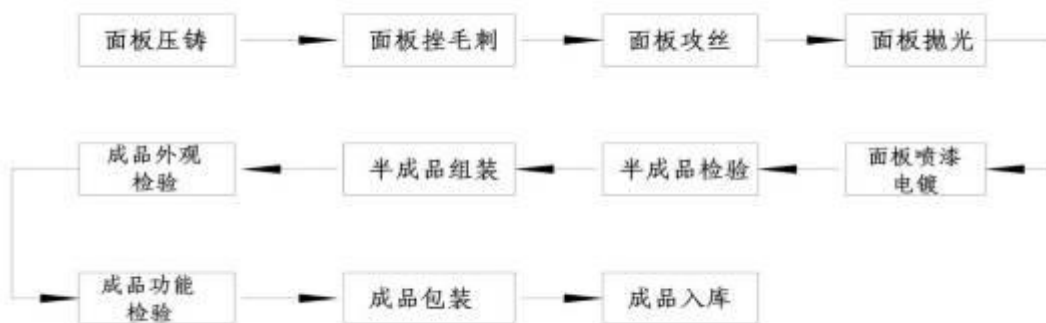 面板压铸
面板挫毛刺
面板攻丝
面板抛光
面板喷漆
电镀
半成品检验
半成品组装
成品外观
检验
成品功能
检验
成品包装
成品入库